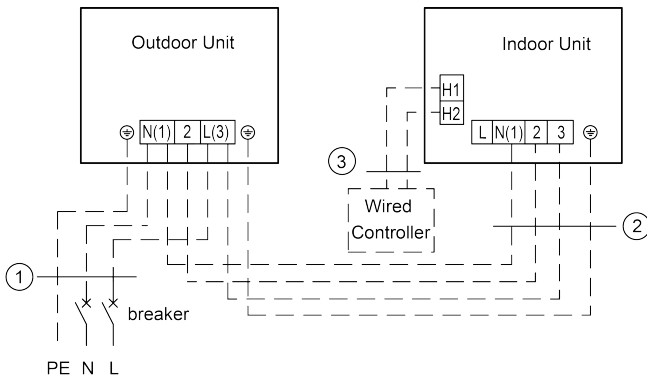 Outdoor Unit
Indoor Unit
H1
H2
N(1) 2 L(3)
L N(1) 2 3
3
Wired
Controller
2
1
breaker
PE N L